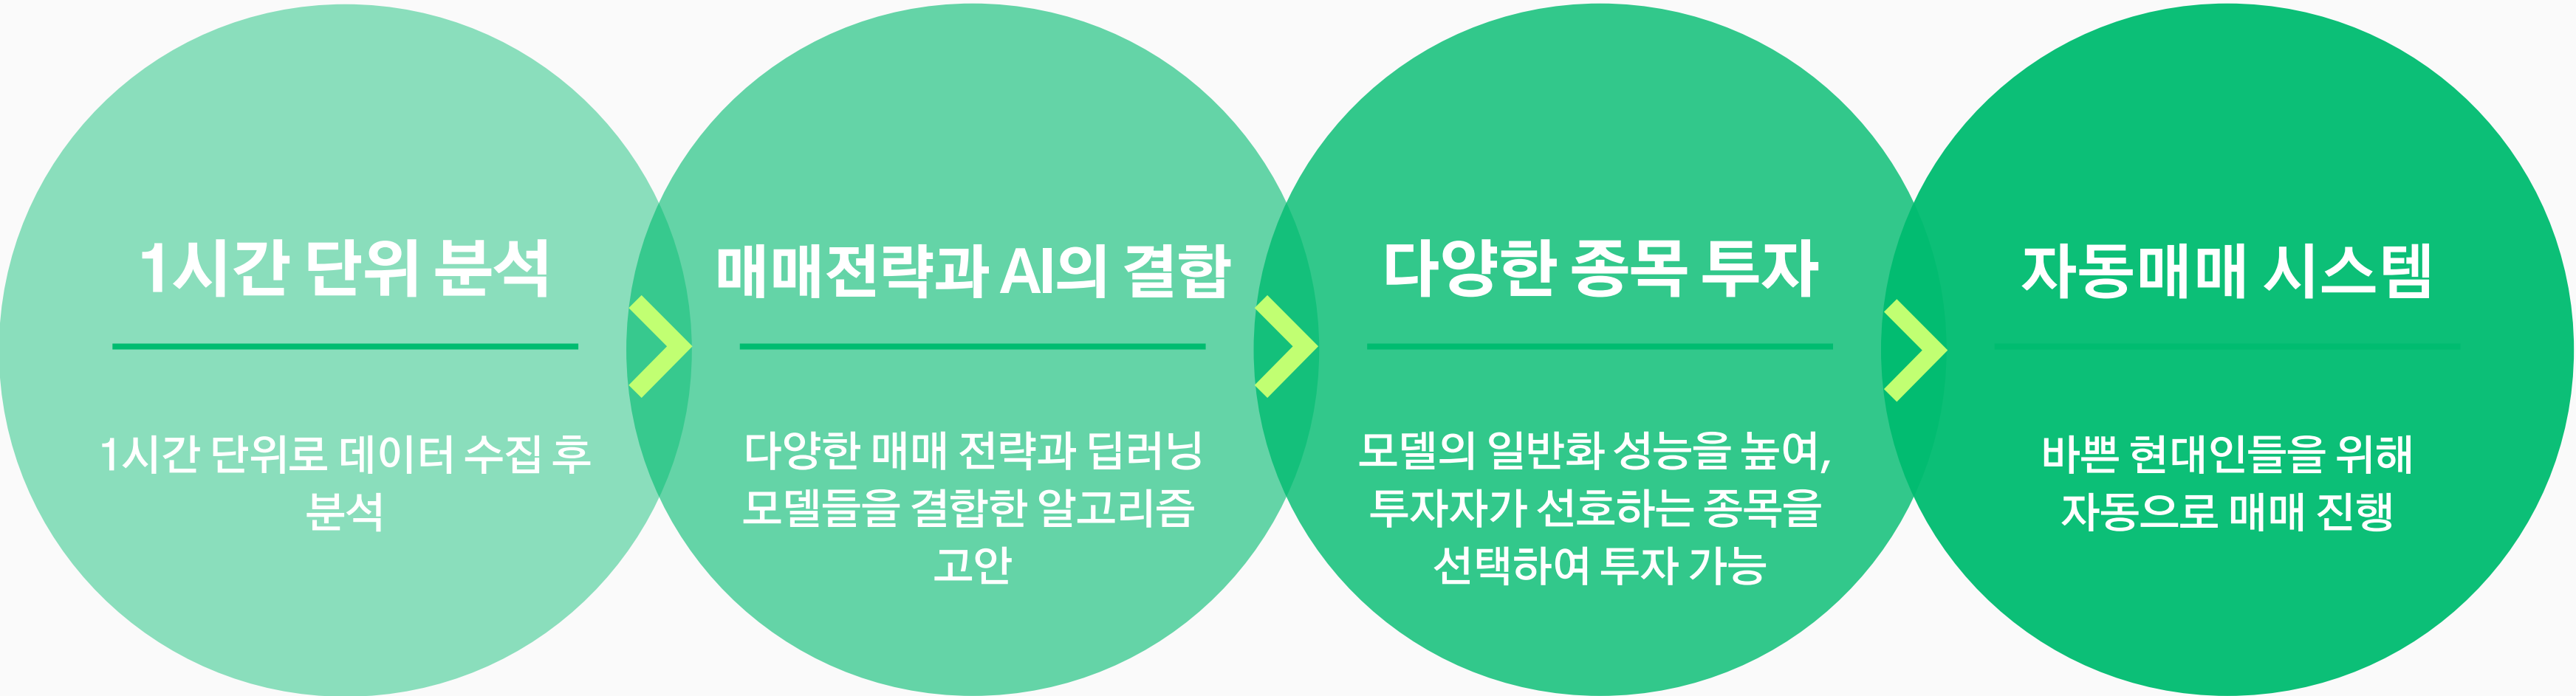 1시간 단위 분석
1시간 단위로 데이터 수집 후
분석
매매전략과 AI의 결합
다양한 매매 전략과 딥러닝
모델들을 결합한 알고리즘
고안
다양한 종목 투자
모델의 일반화 성능을 높여,
투자자가 선호하는 종목을
선택하여 투자 가능
자동매매 시스템
바쁜 현대인들을 위해
자동으로 매매 진행